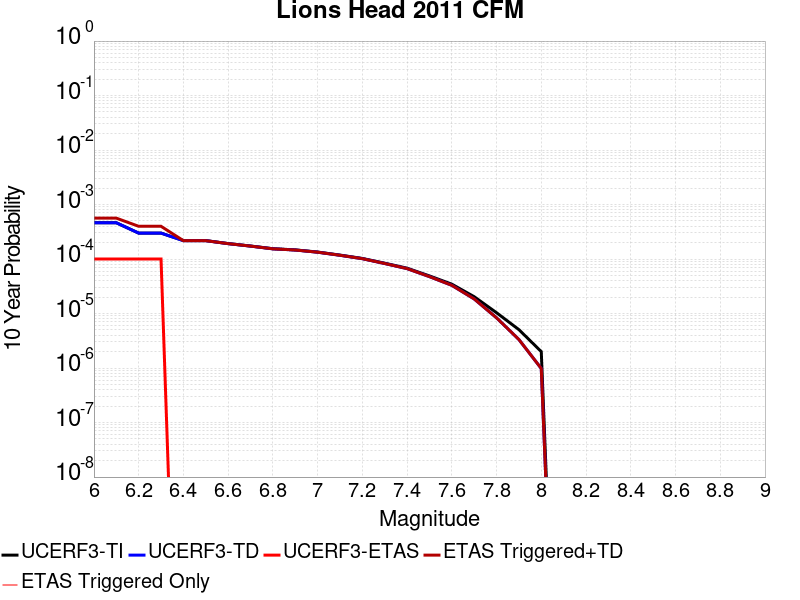 Lions Head 2011 CFM
10^0
10^-1
10^-2
10^-3
10^-4
10^-5
10^-6
10^-7
10^-8
10 Year Probability
6 6.2 6.4 6.6 6.8 7 7.2 7.4 7.6 7.8 8 8.2 8.4 8.6 8.8 9
Magnitude
UCERF3-TI UCERF3-TD UCERF3-ETAS ETAS Triggered+TD
ETAS Triggered Only